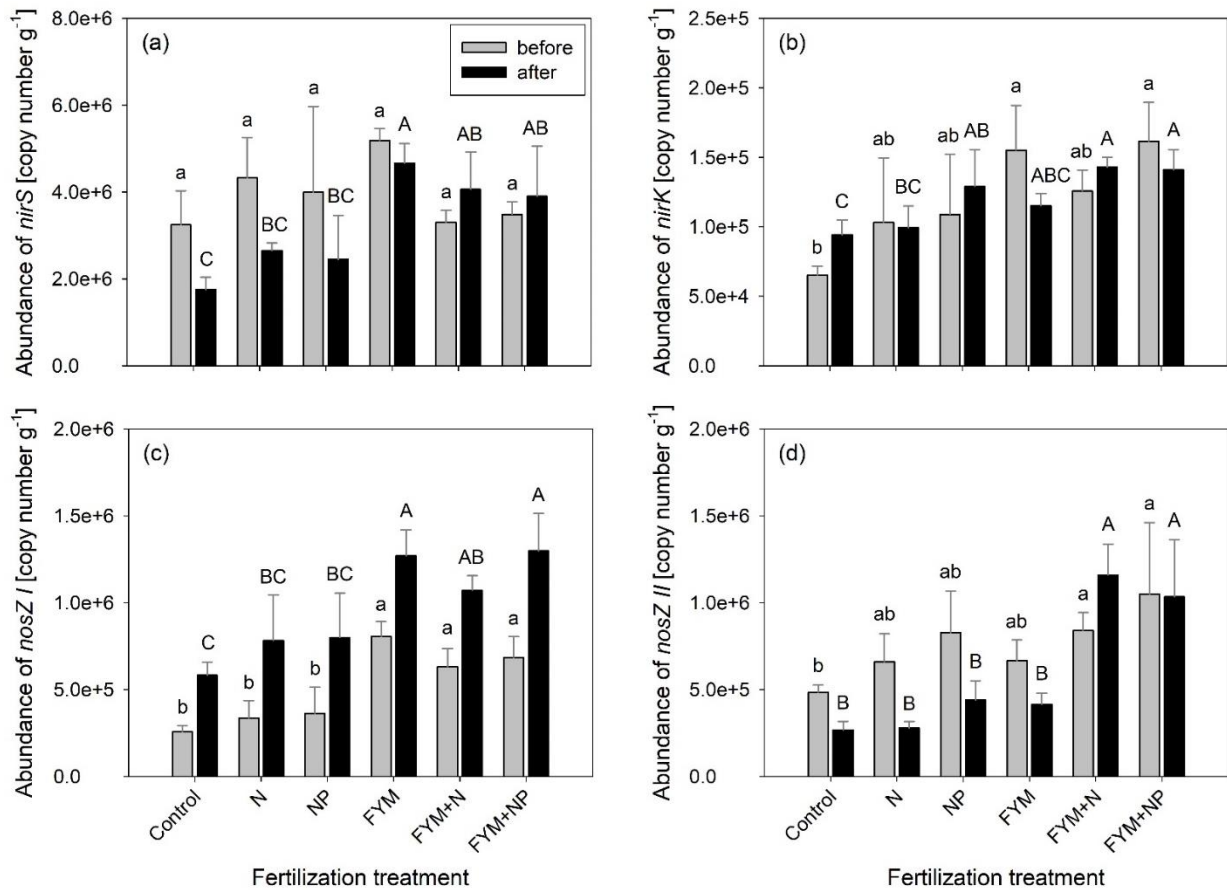 (a)
before
after
Abundance of nirS [copy number g⁻¹]
8.0e+6
6.0e+6
4.0e+6
2.0e+6
0.0
a
C
a
BC
a
BC
a
A
a
AB
a
AB
(b)
Abundance of nirK [copy number g⁻¹]
2.5e+5
2.0e+5
1.5e+5
1.0e+5
5.0e+4
0.0
b
C
ab
BC
ab
AB
a
ABC
ab
A
a
A
(c)
Abundance of nosZ I [copy number g⁻¹]
2.0e+6
1.5e+6
1.0e+6
5.0e+5
0.0
b
C
b
BC
b
BC
a
A
a
AB
a
A
Control
N
NP
FYM
FYM+N
FYM+NP
Fertilization treatment
(d)
Abundance of nosZ II [copy number g⁻¹]
2.0e+6
1.5e+6
1.0e+6
5.0e+5
0.0
b
B
ab
B
ab
B
ab
B
a
A
a
A
Control
N
NP
FYM
FYM+N
FYM+NP
Fertilization treatment